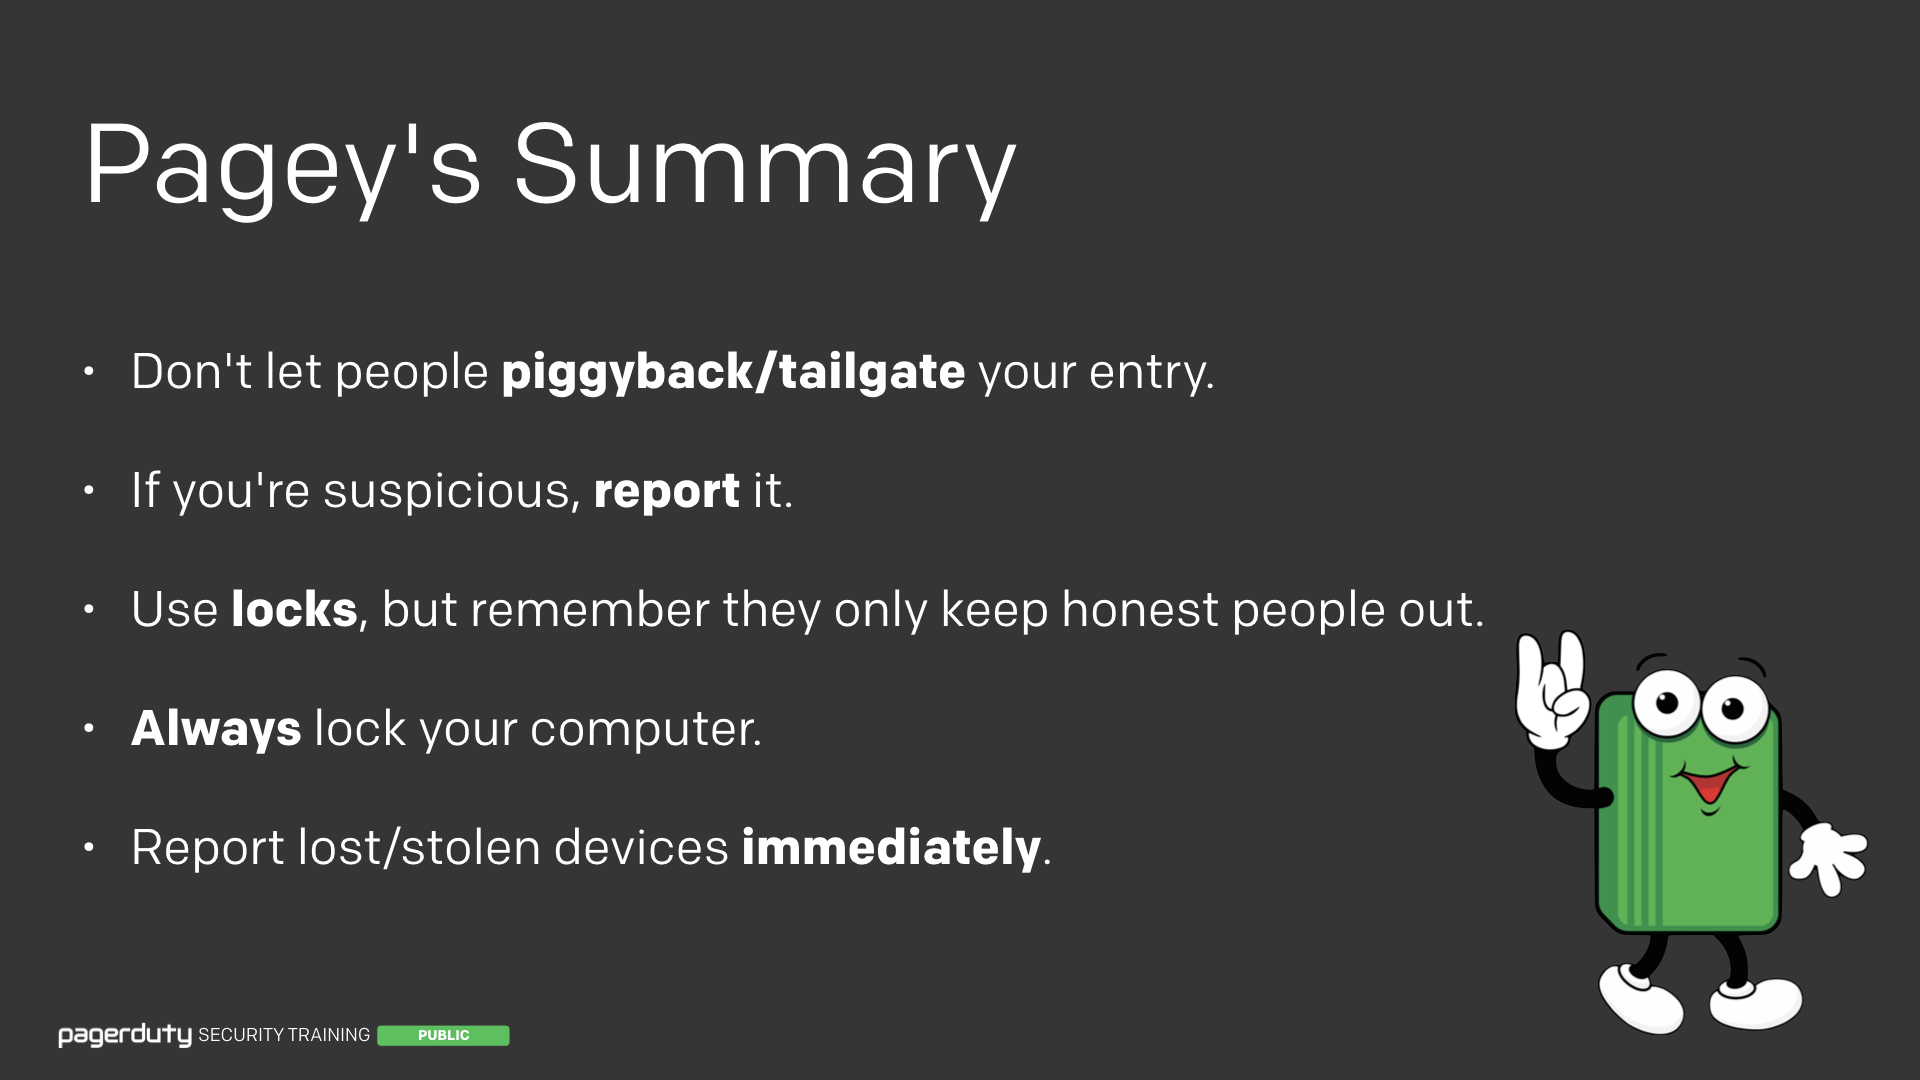 Pagey's Summary
• Don't let people piggyback/tailgate your entry.
• If you're suspicious, report it.
• Use locks, but remember they only keep honest people out.
• Always lock your computer.
• Report lost/stolen devices immediately.
pagerduty SECURITY TRAINING PUBLIC